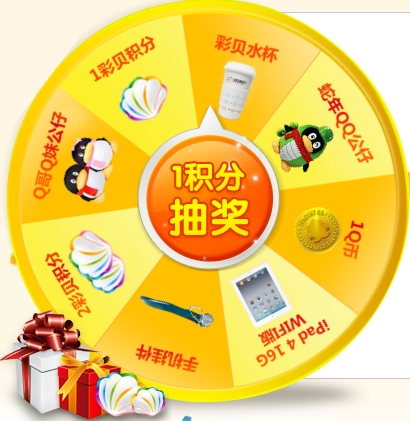 彩贝水杯
蛇年QQ公仔
1Q币
iPad 4 16G
WIFI版
手机挂件
2彩贝积分
Q哥Q妹公仔
1彩贝积分
1积分
抽奖